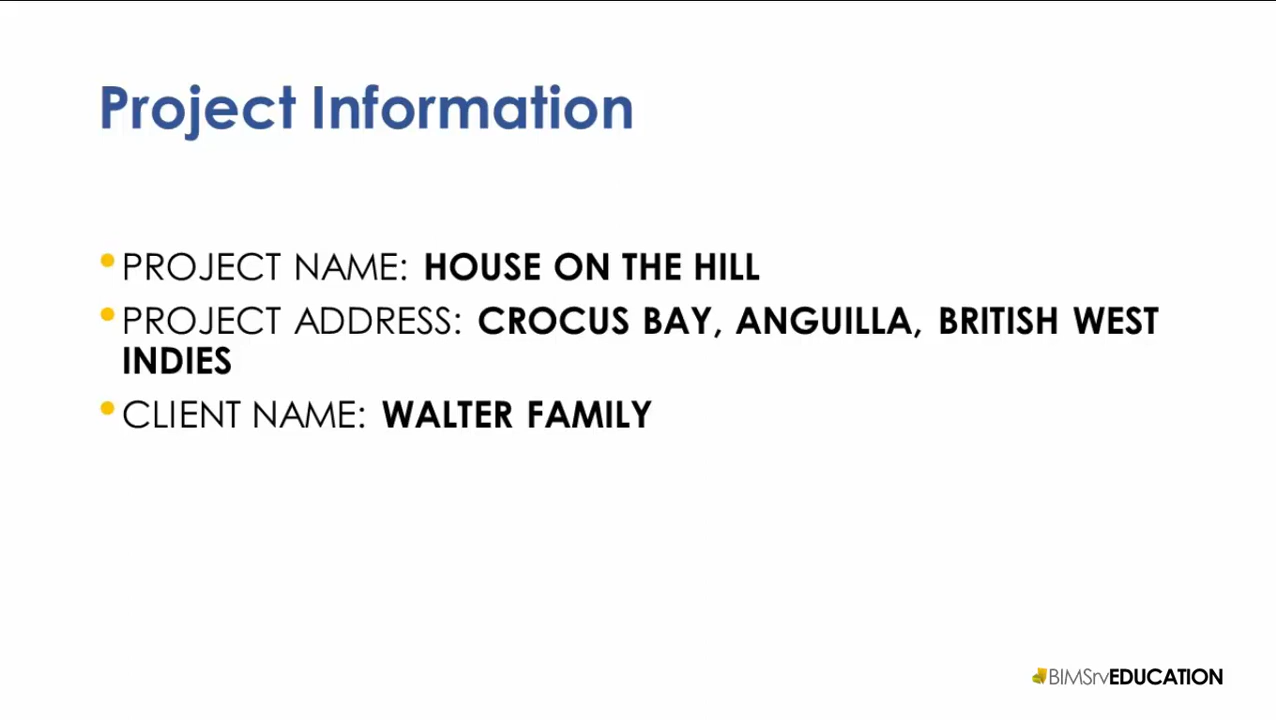 Project Information
•PROJECT NAME: HOUSE ON THE HILL
•PROJECT ADDRESS: CROCUS BAY, ANGUILLA, BRITISH WEST
INDIES
•CLIENT NAME: WALTER FAMILY
BIMSrvEDUCATION